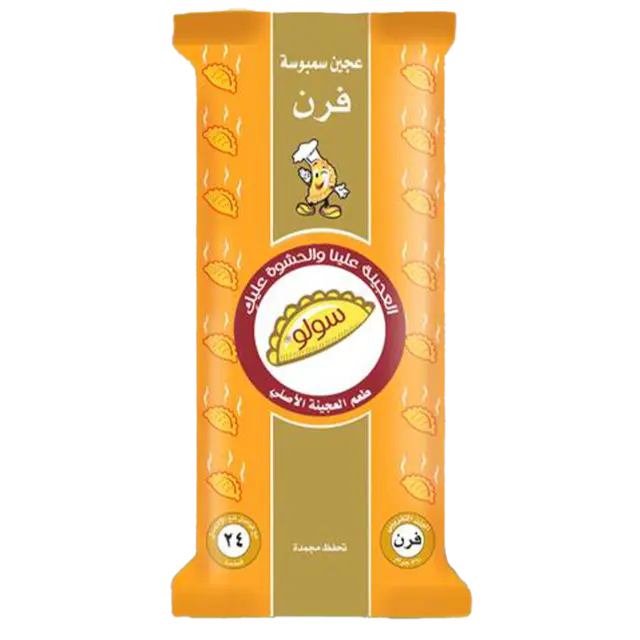 عجين سمبوسة
فرن
العجينة علينا والحشوة عليك
سولو
طعم العجينة الأصلي
٢٤
فرن
تحفظ مجمدة